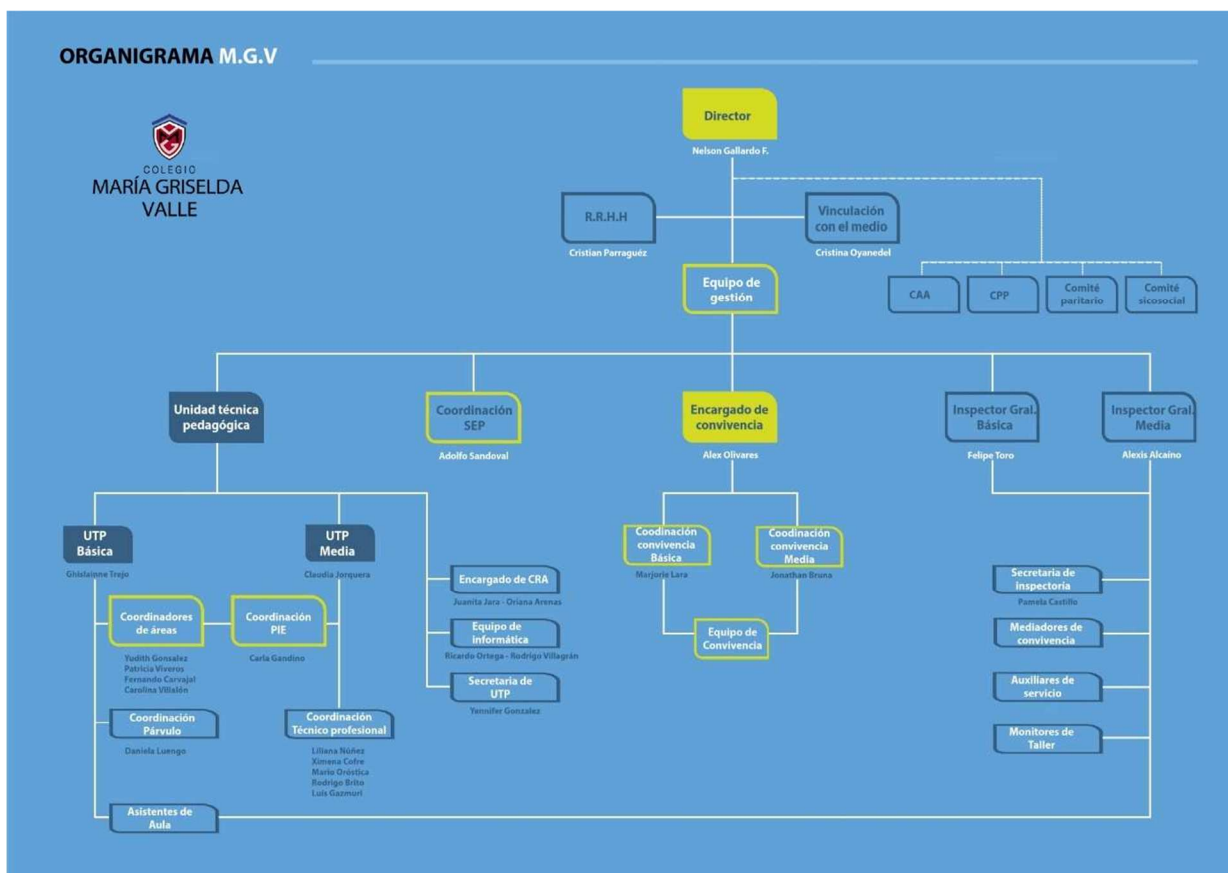 ORGANIGRAMA M.G.V
COLEGIO
MARÍA GRISELDA
VALLE
Director
Nelson Gallardo F.
R.R.H.H
Cristian Parraguéz
Vinculación
con el medio
Cristina Oyanedel
Equipo de
gestión
CAA
CPP
Comité
paritario
Comité
sicosocial
Unidad técnica
pedagógica
Coordinación
SEP
Adolfo Sandoval
Encargado de
convivencia
Alex Olivares
Inspector Gral.
Básica
Felipe Toro
Inspector Gral.
Media
Alexis Alcaíno
UTP
Básica
Ghislainne Trejo
UTP
Media
Claudia Jorquera
Coordinadores
de áreas
Yudith Gonsalez
Patricia Viveros
Fernando Carvajal
Carolina Villalón
Coordinación
PIE
Carla Gandino
Coordinación
Párvulo
Daniela Luengo
Coordinación
Técnico profesional
Liliana Núñez
Ximena Cofre
Mario Oróstica
Rodrigo Brito
Luis Gazmuri
Asistentes de
Aula
Encargado de CRA
Juanita Jara - Oriana Arenas
Equipo de
informática
Ricardo Ortega - Rodrigo Villagrán
Secretaria de
UTP
Yennifer Gonzalez
Coodinación
convivencia
Básica
Marjorie Lara
Coodinación
convivencia
Media
Jonathan Bruna
Equipo de
Convivencia
Secretaria de
inspectoría
Pamela Castillo
Mediadores de
convivencia
Auxiliares de
servicio
Monitores de
Taller